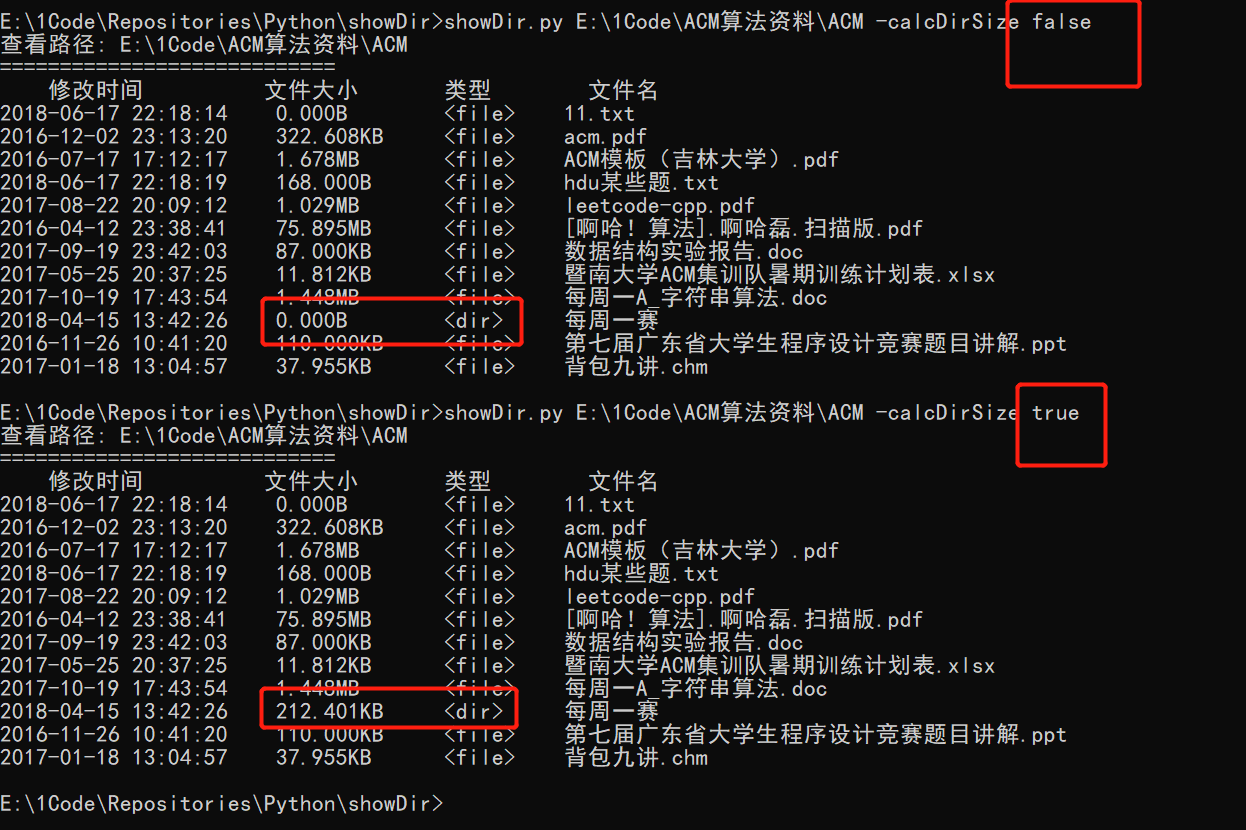 E:\1Code\Repositories\Python\showDir>showDir.py E:\1Code\ACM算法资料\ACM -calcDirSize false
查看路径: E:\1Code\ACM算法资料\ACM
============================
修改时间 文件大小 类型 文件名
2018-06-17 22:18:14 0.000B <file> 11.txt
2016-12-02 23:13:20 322.608KB <file> acm.pdf
2016-07-17 17:12:17 1.678MB <file> ACM模板（吉林大学）.pdf
2018-06-17 22:18:19 168.000B <file> hdu某些题.txt
2017-08-22 20:09:12 1.029MB <file> leetcode-cpp.pdf
2016-04-12 23:38:41 75.895MB <file> [啊哈！算法].啊哈磊.扫描版.pdf
2017-09-19 23:42:03 87.000KB <file> 数据结构实验报告.doc
2017-05-25 20:37:25 11.812KB <file> 暨南大学ACM集训队暑期训练计划表.xlsx
2017-10-19 17:43:54 1.448MB <file> 每周一A_字符串算法.doc
2018-04-15 13:42:26 0.000B <dir> 每周一赛
2016-11-26 10:41:20 110.000KB <file> 第七届广东省大学生程序设计竞赛题目讲解.ppt
2017-01-18 13:04:57 37.955KB <file> 背包九讲.chm
E:\1Code\Repositories\Python\showDir>showDir.py E:\1Code\ACM算法资料\ACM -calcDirSize true
查看路径: E:\1Code\ACM算法资料\ACM
============================
修改时间 文件大小 类型 文件名
2018-06-17 22:18:14 0.000B <file> 11.txt
2016-12-02 23:13:20 322.608KB <file> acm.pdf
2016-07-17 17:12:17 1.678MB <file> ACM模板（吉林大学）.pdf
2018-06-17 22:18:19 168.000B <file> hdu某些题.txt
2017-08-22 20:09:12 1.029MB <file> leetcode-cpp.pdf
2016-04-12 23:38:41 75.895MB <file> [啊哈！算法].啊哈磊.扫描版.pdf
2017-09-19 23:42:03 87.000KB <file> 数据结构实验报告.doc
2017-05-25 20:37:25 11.812KB <file> 暨南大学ACM集训队暑期训练计划表.xlsx
2017-10-19 17:43:54 1.448MB <file> 每周一A_字符串算法.doc
2018-04-15 13:42:26 212.401KB <dir> 每周一赛
2016-11-26 10:41:20 110.000KB <file> 第七届广东省大学生程序设计竞赛题目讲解.ppt
2017-01-18 13:04:57 37.955KB <file> 背包九讲.chm
E:\1Code\Repositories\Python\showDir>